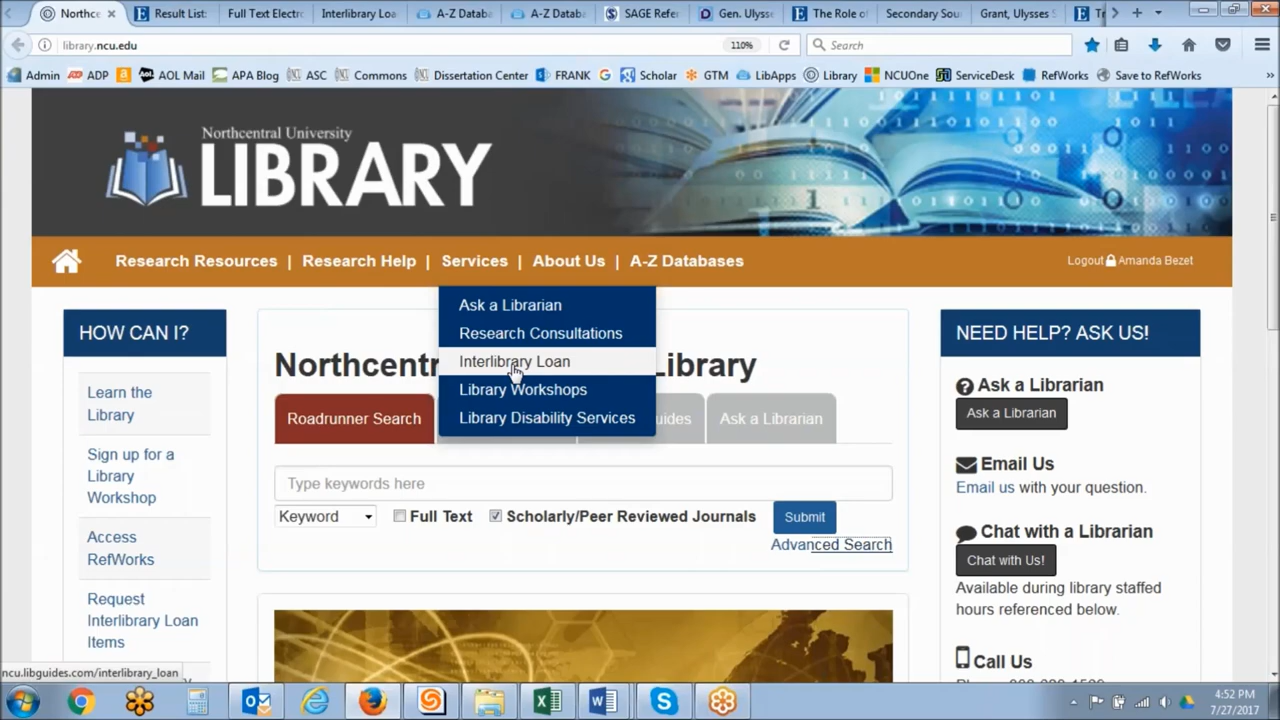 Northc
Result List:
Full Text Electr
Interlibrary Loa
A-Z Datab
A-Z Databa
SAGE Refer
Gen. Ulyss
The Role of
Secondary Sou
Grant, Ulysses S
library.ncu.edu
110%
Search
Admin
ADP
AOL Mail
APA Blog
ASC
Commons
Dissertation Center
FRANK
Scholar
GTM
LibApps
Library
NCUOne
ServiceDesk
RefWorks
Save to RefWorks
Northcentral University
LIBRARY
Research Resources | Research Help | Services | About Us | A-Z Databases
Logout Amanda Bezet
HOW CAN I?
Learn the
Library
Sign up for a
Library
Workshop
Access
RefWorks
Request
Interlibrary Loan
Items
Ask a Librarian
Research Consultations
Interlibrary Loan
Library Workshops
Library Disability Services
Northcentr
Library
Roadrunner Search
uides
Ask a Librarian
Type keywords here
Keyword
Full Text
Scholarly/Peer Reviewed Journals
Submit
Advanced Search
NEED HELP? ASK US!
Ask a Librarian
Ask a Librarian
Email Us
Email us with your question.
Chat with a Librarian
Chat with Us!
Available during library staffed
hours referenced below.
Call Us
ncu.libguides.com/interlibrary_loan
4:52 PM
7/27/2017